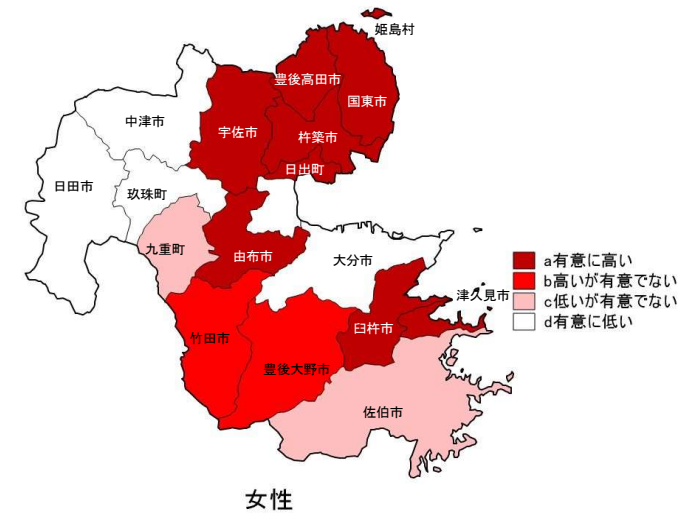 姫島村
豊後高田市
国東市
中津市
宇佐市
杵築市
日出町
日田市
玖珠町
九重町
由布市
大分市
a有意に高い
b高いが有意でない
c低いが有意でない
d有意に低い
津久見市
臼杵市
竹田市
豊後大野市
佐伯市
女性